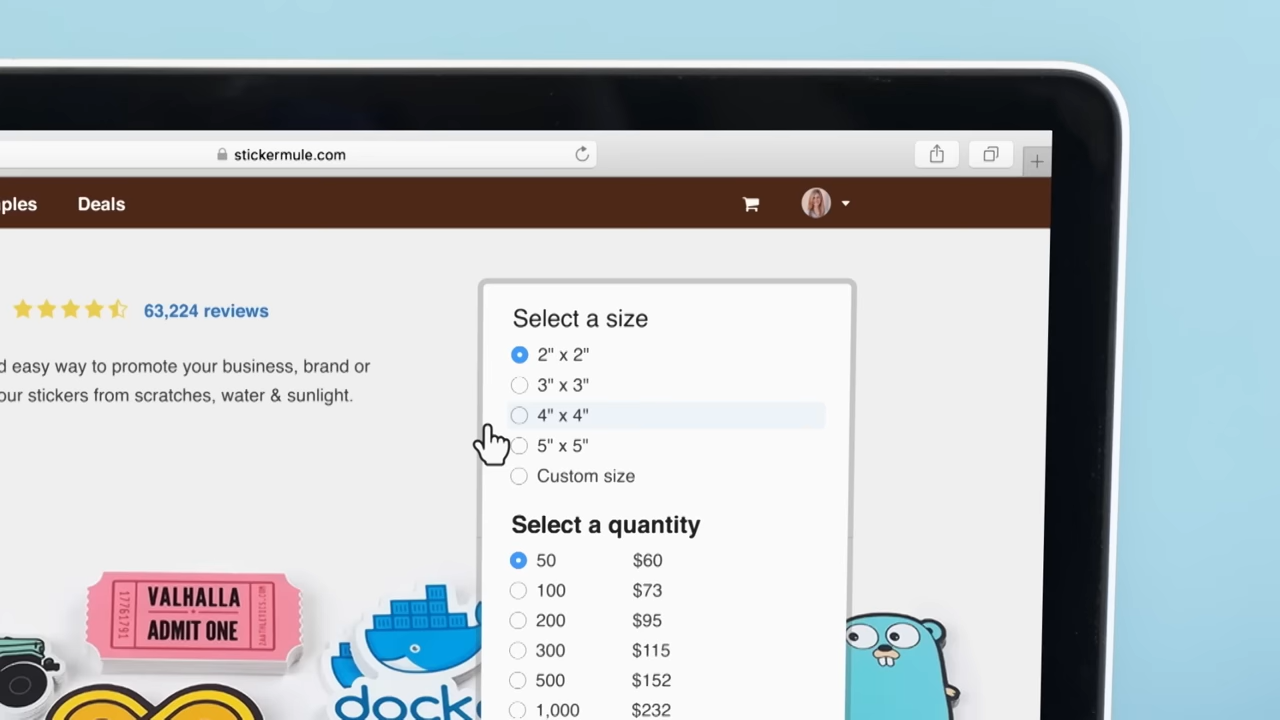 stickermule.com
ples
Deals
63,224 reviews
d easy way to promote your business, brand or
our stickers from scratches, water & sunlight.
Select a size
2" x 2"
3" x 3"
4" x 4"
5" x 5"
Custom size
Select a quantity
50 $60
100 $73
200 $95
300 $115
500 $152
1,000 $232
17761791
VALHALLA
ADMIT ONE
dock